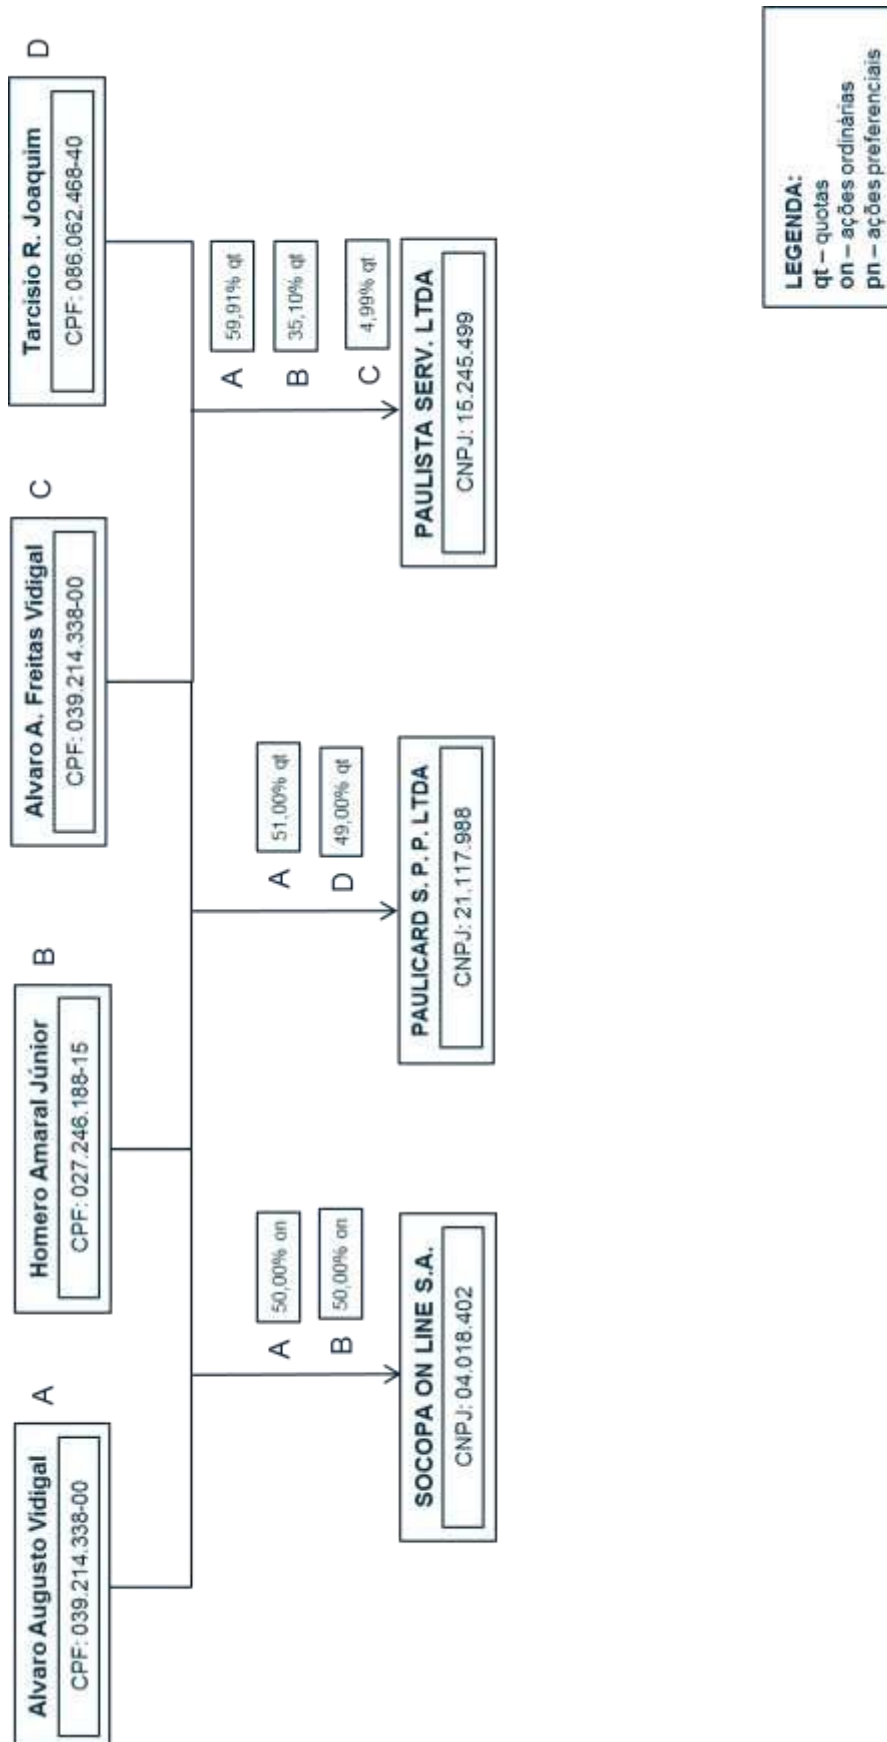 Alvaro Augusto Vidigal
CPF: 039.214.338-00
A
Homero Amaral Júnior
CPF: 027.246.188-15
B
Alvaro A. Freitas Vidigal
CPF: 039.214.338-00
C
Tarcisio R. Joaquim
CPF: 086.062.468-40
D
A
50,00% on
B
50,00% on
SOCOPA ON LINE S.A.
CNPJ: 04.018.402
A
51,00% qt
D
49,00% qt
PAULICARD S. P. P. LTDA
CNPJ: 21.117.988
A
59,91% qt
B
35,10% qt
C
4,99% qt
PAULISTA SERV. LTDA
CNPJ: 15.245.499
LEGENDA:
qt – quotas
on – ações ordinárias
pn – ações preferenciais